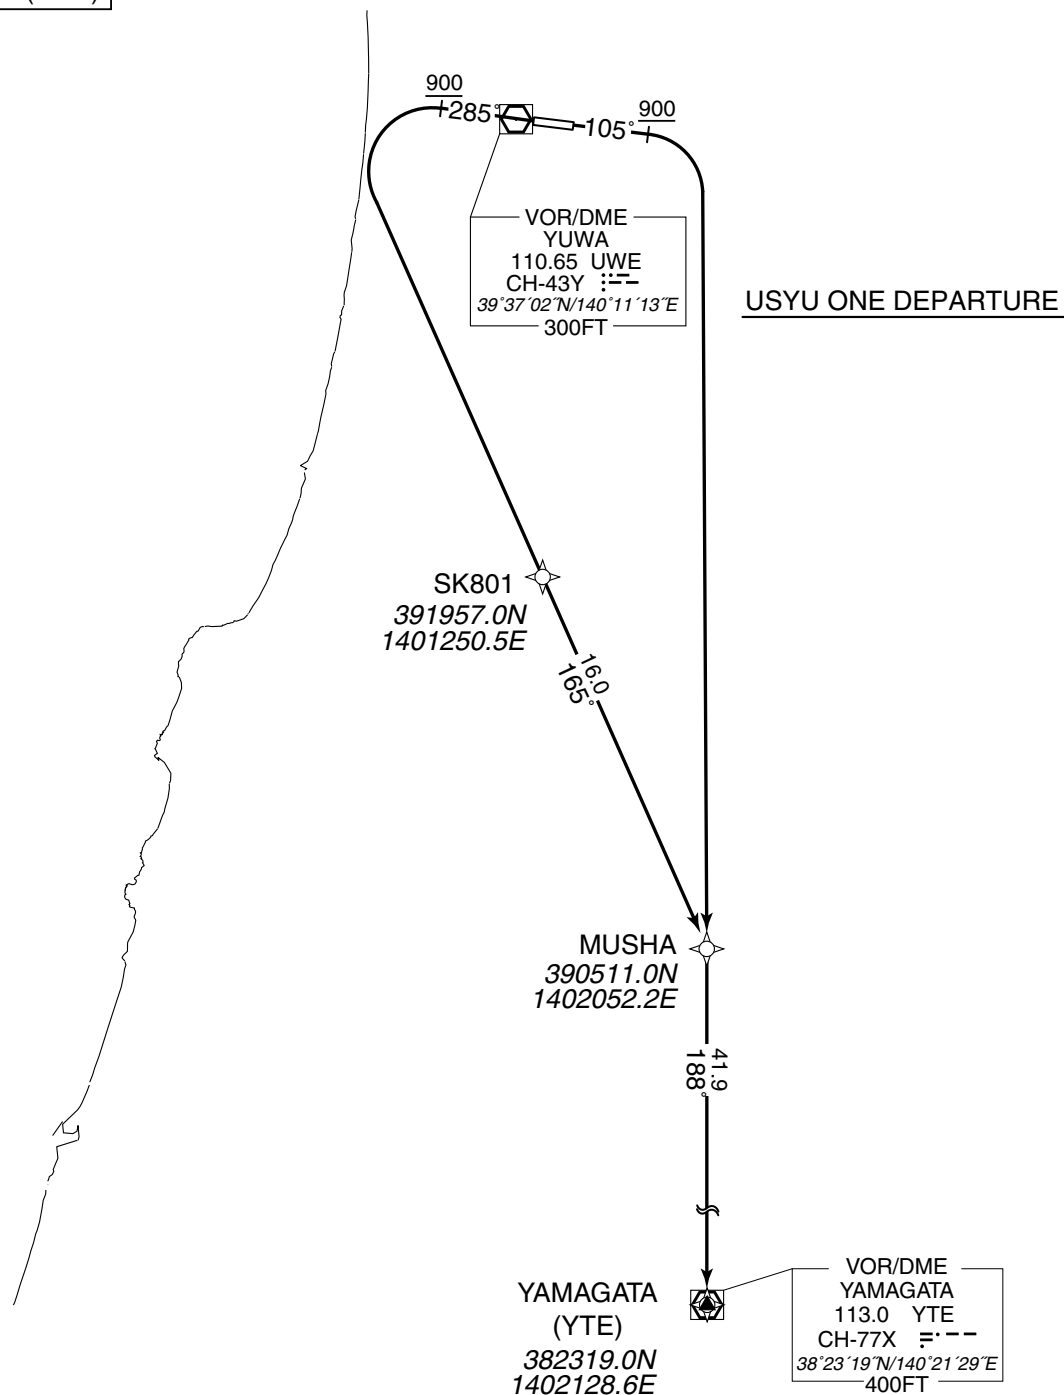 900
285°
105°
900
VOR/DME
YUWA
110.65 UWE
CH-43Y
39°37´02˝N/140°11´13˝E
300FT
USYU ONE DEPARTURE
SK801
391957.0N
1401250.5E
16.0
165°
MUSHA
390511.0N
1402052.2E
41.9
188°
YAMAGATA
(YTE)
382319.0N
1402128.6E
VOR/DME
YAMAGATA
113.0 YTE
CH-77X
38°23´19˝N/140°21´29˝E
400FT